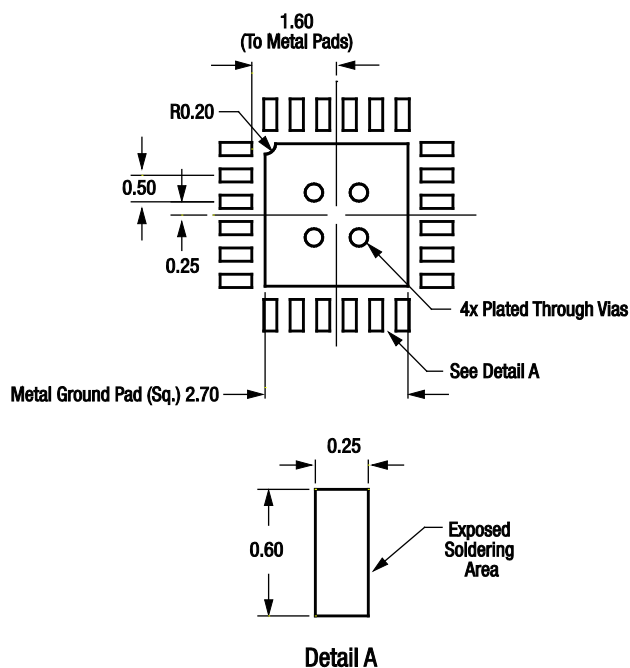 1.60
(To Metal Pads)
R0.20
0.50
0.25
4x Plated Through Vias
See Detail A
Metal Ground Pad (Sq.) 2.70
0.25
0.60
Exposed
Soldering
Area
Detail A